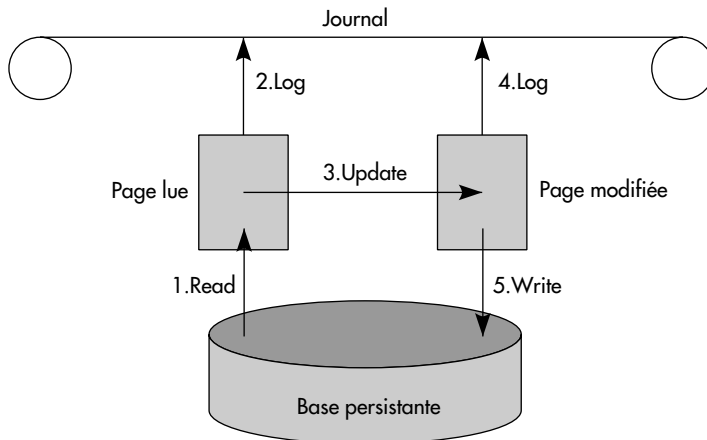 Journal
2.Log
4.Log
Page lue
3.Update
Page modifiée
1.Read
5.Write
Base persistante